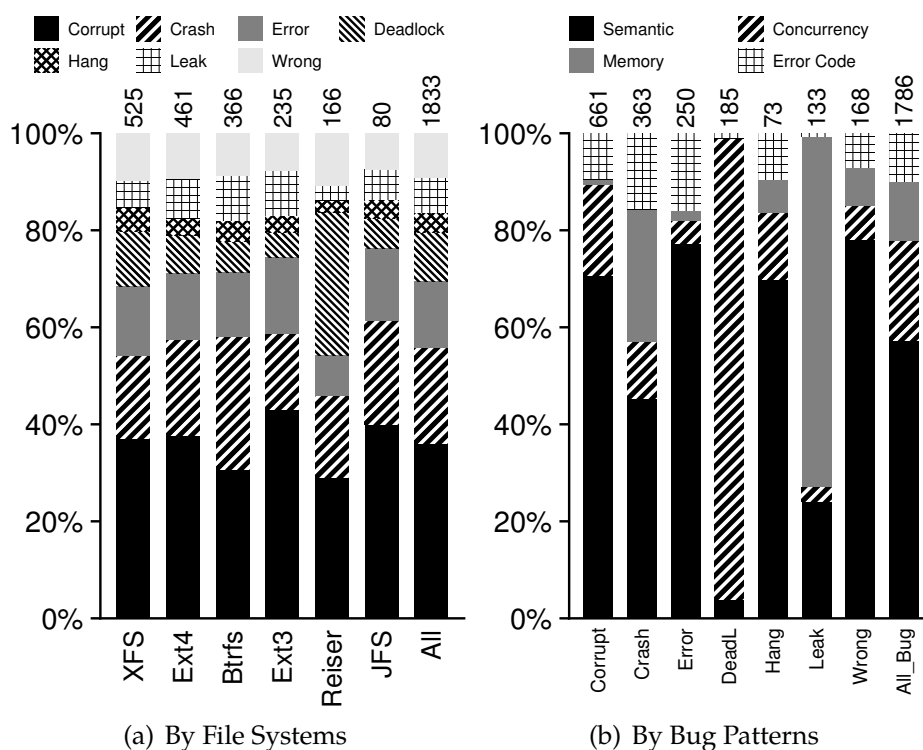 Corrupt Crash Error Deadlock
Hang Leak Wrong
525 461 366 235 166 80 1833
100%
80%
60%
40%
20%
0%
XFS Ext4 Btrfs Ext3 Reiser JFS All
(a) By File Systems
Semantic Concurrency
Memory Error Code
661 363 250 185 73 133 168 1786
100%
80%
60%
40%
20%
0%
Corrupt Crash Error DeadL Hang Leak Wrong All_Bug
(b) By Bug Patterns